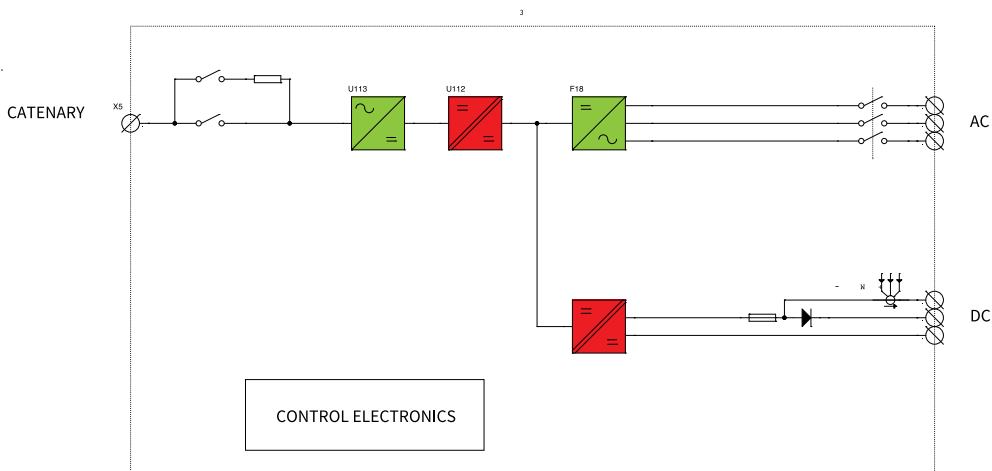 3
U113
U112
F18
X5
CATENARY
AC
N
DC
CONTROL ELECTRONICS